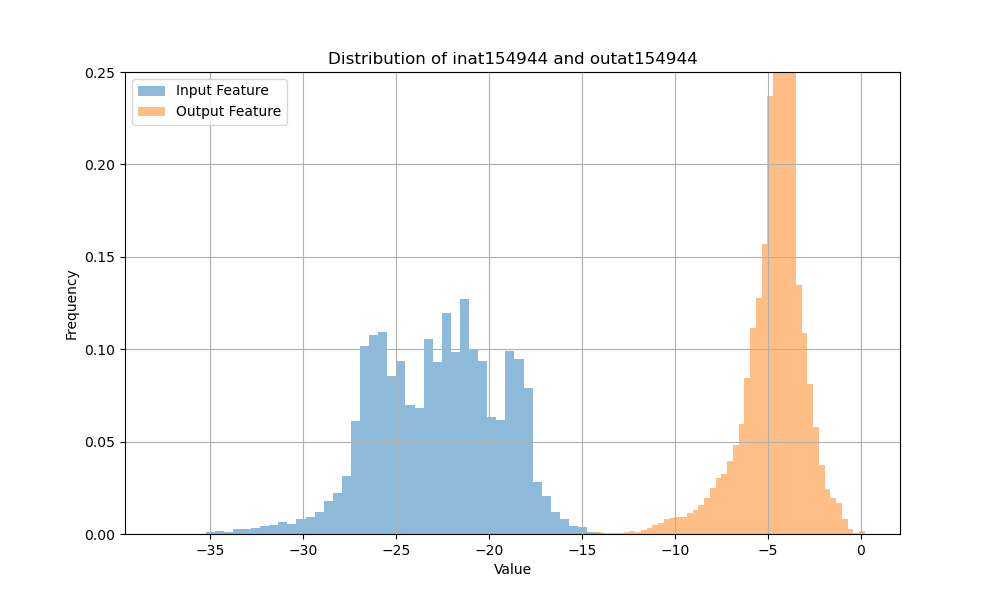 Distribution of inat154944 and outat154944
Input Feature
Output Feature
Frequency
0.25
0.20
0.15
0.10
0.05
0.00
−35
−30
−25
−20
−15
−10
−5
0
Value